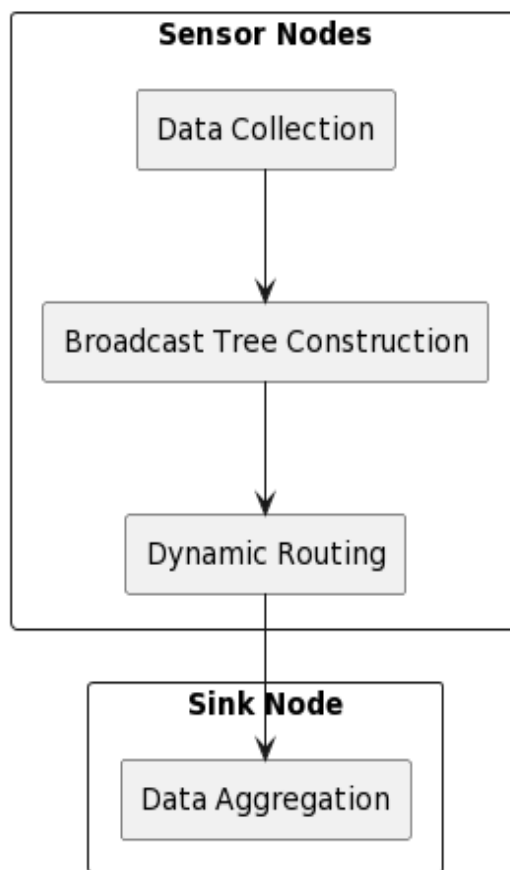 Sensor Nodes
Data Collection
Broadcast Tree Construction
Dynamic Routing
Sink Node
Data Aggregation